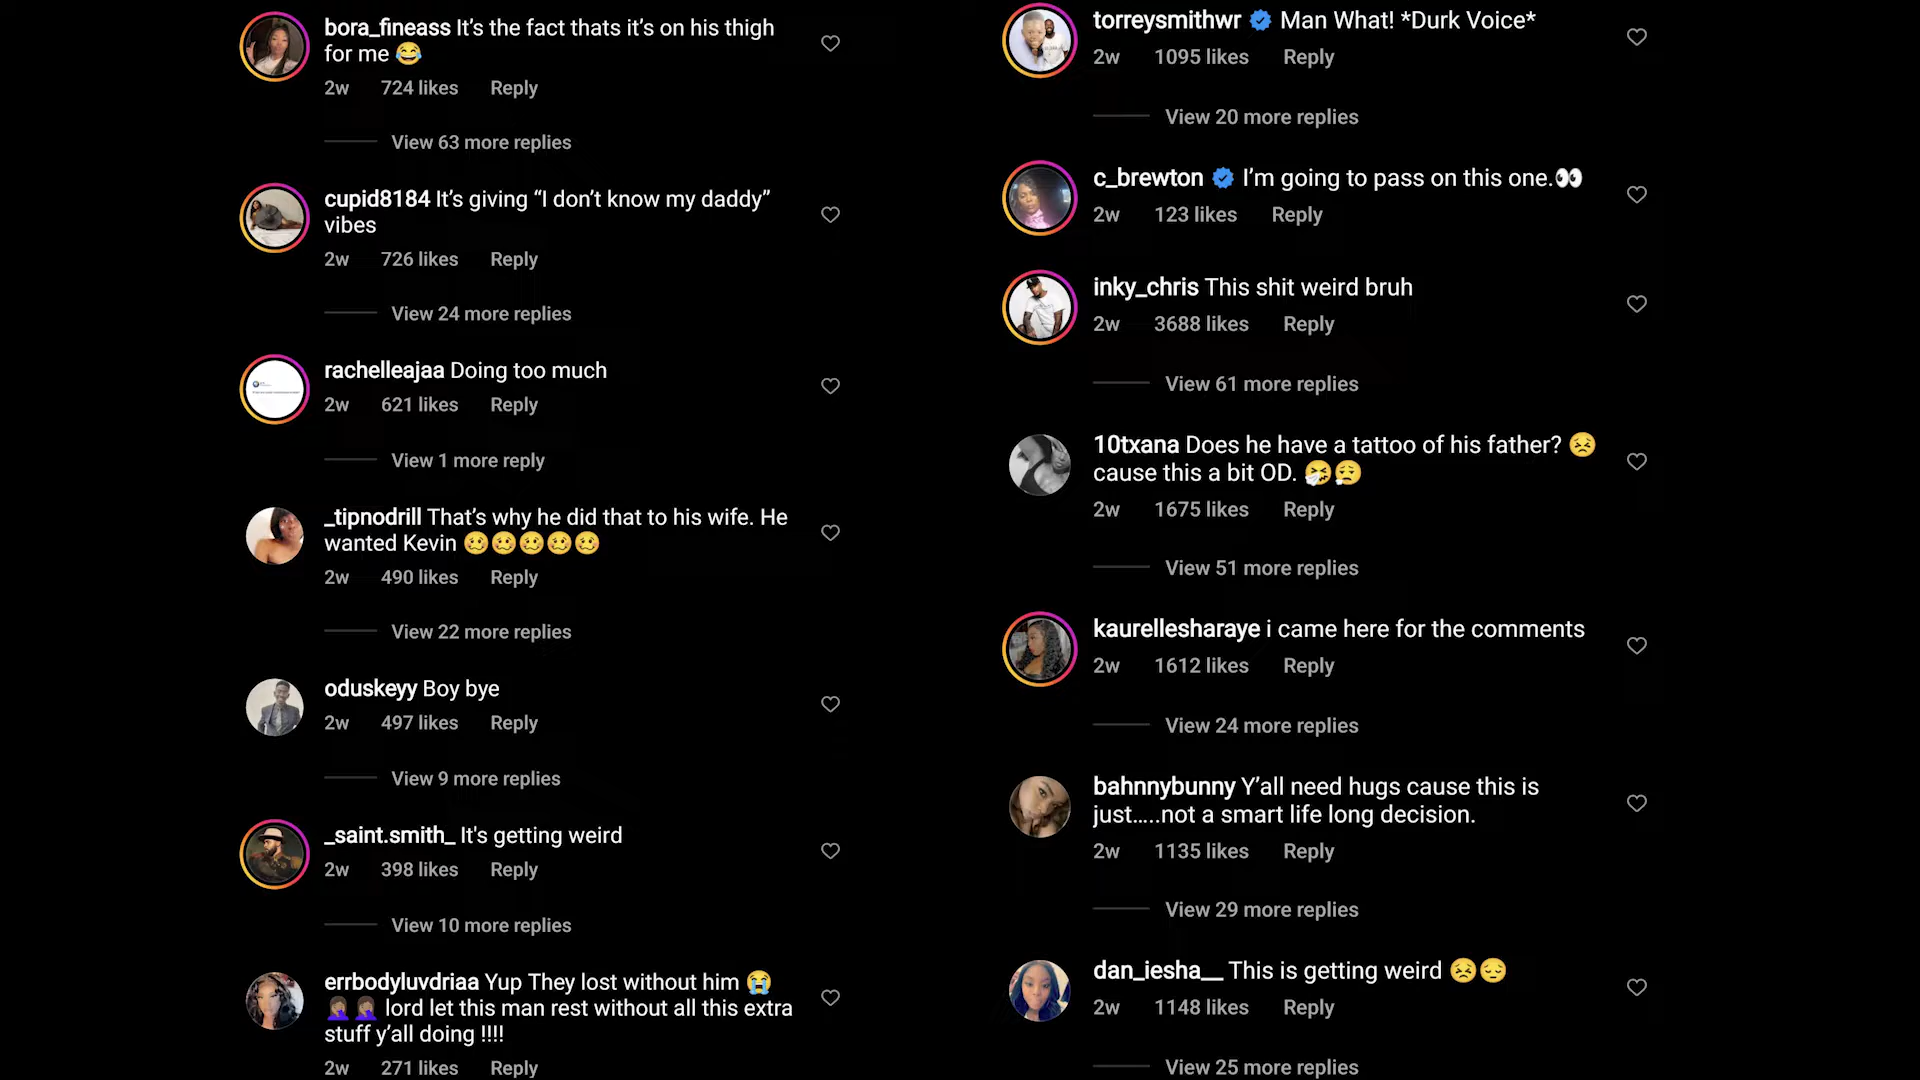 bora_fineass It’s the fact thats it’s on his thigh
for me 😂
2w 724 likes Reply
View 63 more replies
cupid8184 It’s giving “I don’t know my daddy”
vibes
2w 726 likes Reply
View 24 more replies
rachelleajaa Doing too much
2w 621 likes Reply
View 1 more reply
_tipnodrill That’s why he did that to his wife. He
wanted Kevin 🥴🥴🥴🥴🥴
2w 490 likes Reply
View 22 more replies
oduskeyy Boy bye
2w 497 likes Reply
View 9 more replies
_saint.smith_ It's getting weird
2w 398 likes Reply
View 10 more replies
errbodyluvdriaa Yup They lost without him 😭
🤦🏽‍♀️🤦🏽‍♀️ lord let this man rest without all this extra
stuff y’all doing !!!!
2w 271 likes Reply
torreysmithwr Man What! *Durk Voice*
2w 1095 likes Reply
View 20 more replies
c_brewton I’m going to pass on this one.👀
2w 123 likes Reply
inky_chris This shit weird bruh
2w 3688 likes Reply
View 61 more replies
10txana Does he have a tattoo of his father? 😣
cause this a bit OD. 🤧😮‍💨
2w 1675 likes Reply
View 51 more replies
kaurellesharaye i came here for the comments
2w 1612 likes Reply
View 24 more replies
bahnnybunny Y’all need hugs cause this is
just…..not a smart life long decision.
2w 1135 likes Reply
View 29 more replies
dan_iesha__ This is getting weird 😣😔
2w 1148 likes Reply
View 25 more replies